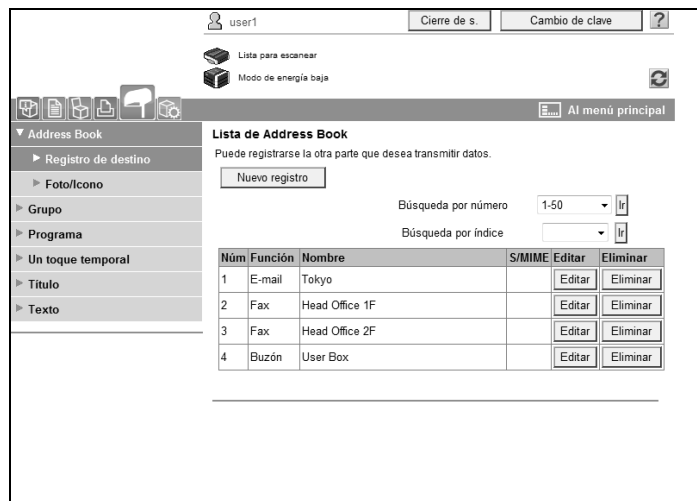 user1
Cierre de s.
Cambio de clave
?
Lista para escanear
Modo de energía baja
Al menú principal
Address Book
Registro de destino
Foto/Icono
Grupo
Programa
Un toque temporal
Título
Texto
Lista de Address Book
Puede registrarse la otra parte que desea transmitir datos.
Nuevo registro
Búsqueda por número 1-50 Ir
Búsqueda por índice Ir
Núm Función Nombre S/MIME Editar Eliminar
1 E-mail Tokyo Editar Eliminar
2 Fax Head Office 1F Editar Eliminar
3 Fax Head Office 2F Editar Eliminar
4 Buzón User Box Editar Eliminar